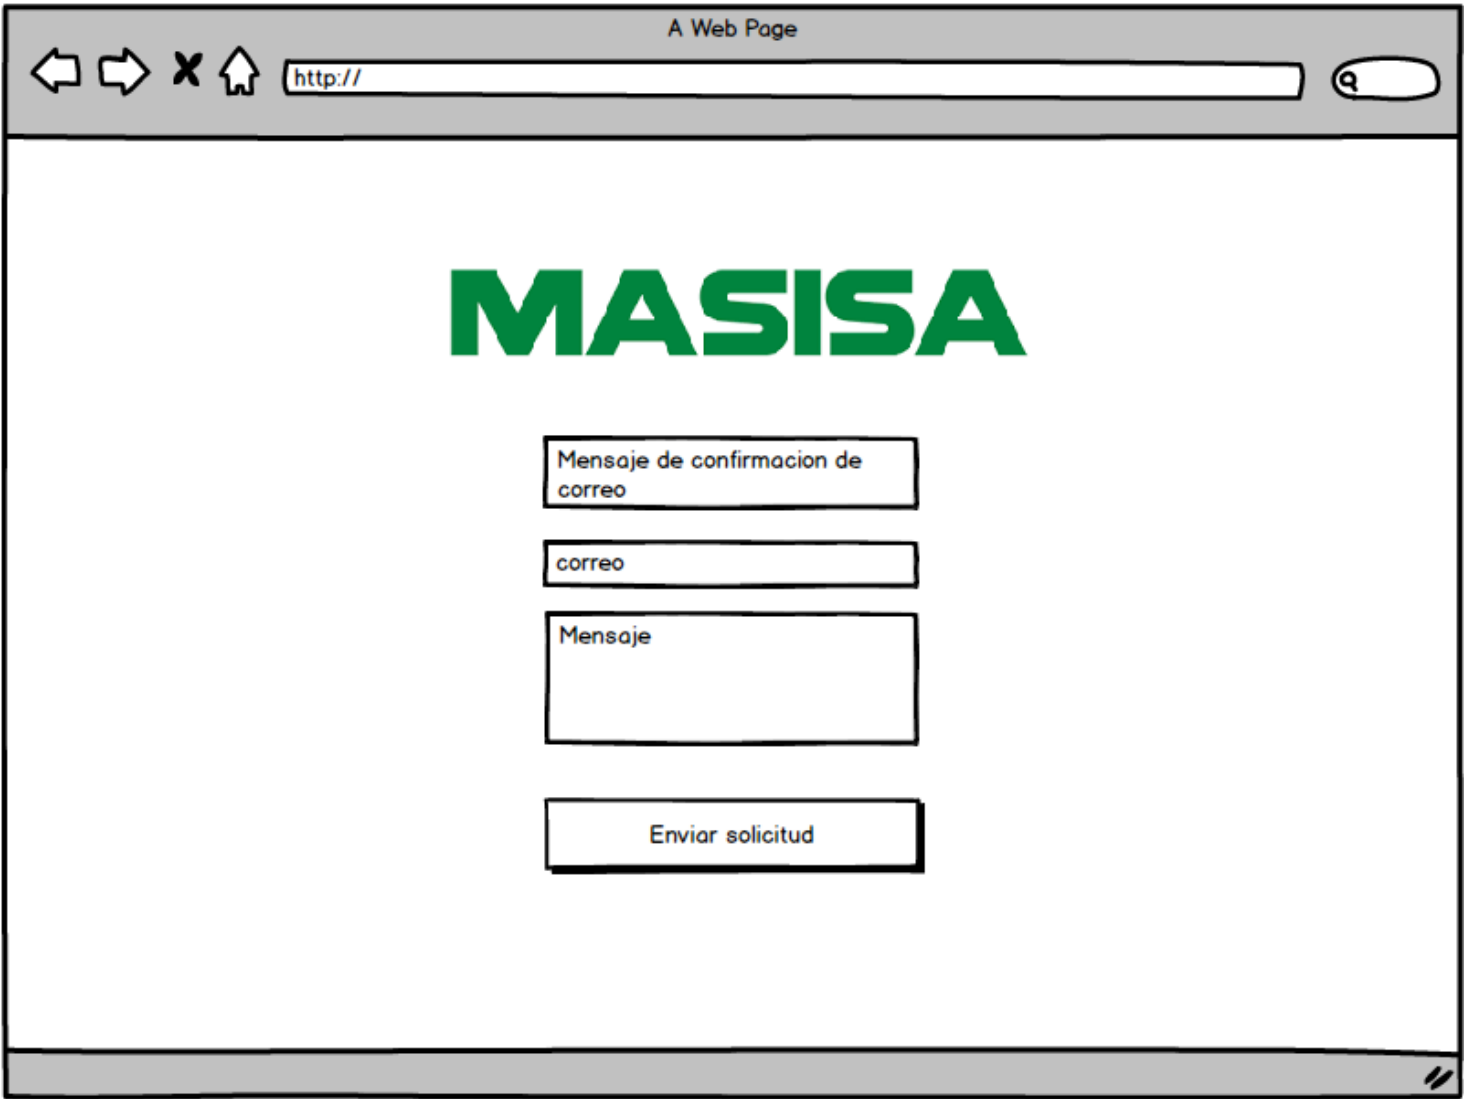 A Web Page
http://
MASISA
Mensaje de confirmacion de
correo
correo
Mensaje
Enviar solicitud